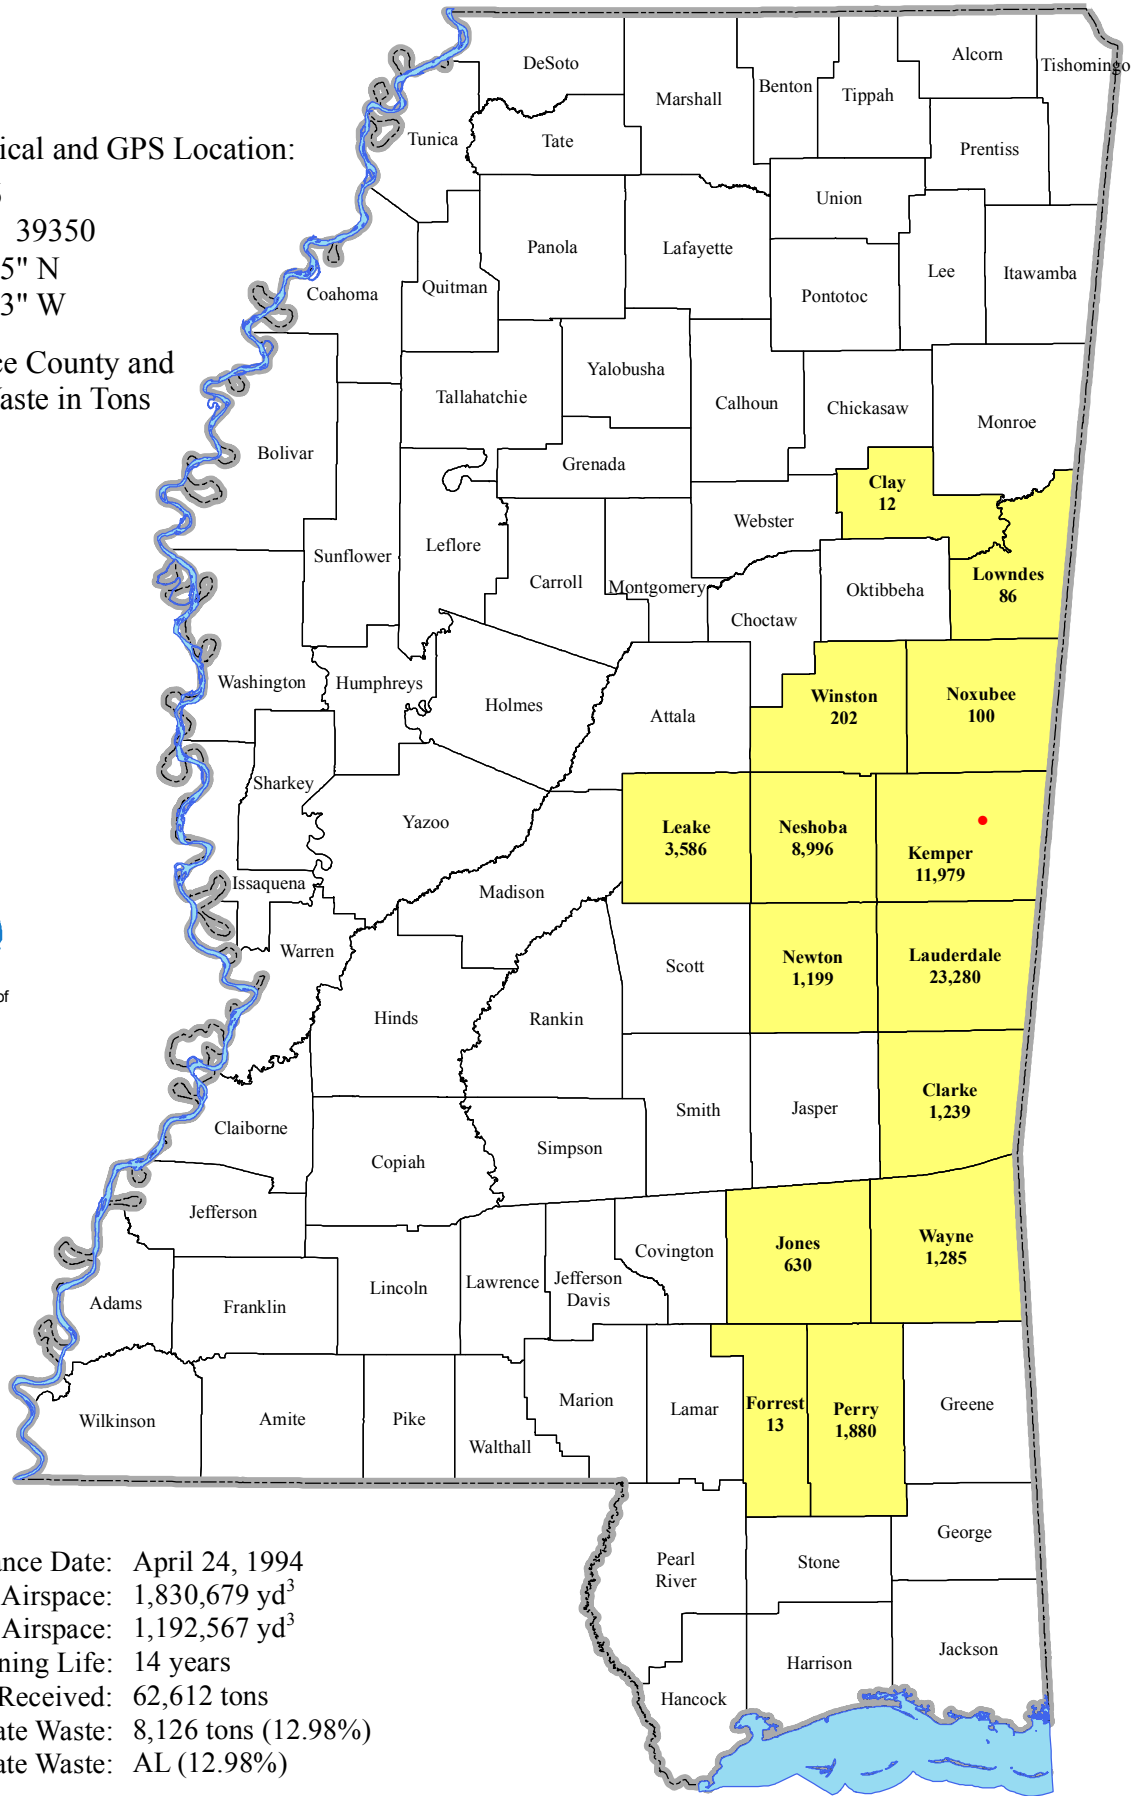 DeSoto
Alcorn
Tishomingo
Marshall
Benton
Tippah
Tunica
Tate
Prentiss
ical and GPS Location:
39350
5" N
3" W
Union
Panola
Lafayette
Lee
Itawamba
Pontotoc
Quitman
Coahoma
ce County and
Waste in Tons
Yalobusha
Tallahatchie
Calhoun
Chickasaw
Monroe
Bolivar
Grenada
Clay
12
Webster
Leflore
Sunflower
Carroll
Montgomery
Oktibbeha
Lowndes
86
Choctaw
Washington
Humphreys
Holmes
Attala
Winston
202
Noxubee
100
Sharkey
Yazoo
Leake
3,586
Neshoba
8,996
Kemper
11,979
Issaquena
Madison
Warren
Scott
Newton
1,199
Lauderdale
23,280
of
Hinds
Rankin
Clarke
1,239
Smith
Jasper
Claiborne
Copiah
Simpson
Jefferson
Covington
Jones
630
Wayne
1,285
Adams
Franklin
Lincoln
Lawrence
Jefferson
Davis
Wilkinson
Amite
Pike
Walthall
Marion
Lamar
Forrest
13
Perry
1,880
Greene
George
Pearl
River
Stone
Jackson
Harrison
Hancock
ance Date: April 24, 1994
Airspace: 1,830,679 yd³
Airspace: 1,192,567 yd³
ning Life: 14 years
Received: 62,612 tons
ate Waste: 8,126 tons (12.98%)
ate Waste: AL (12.98%)